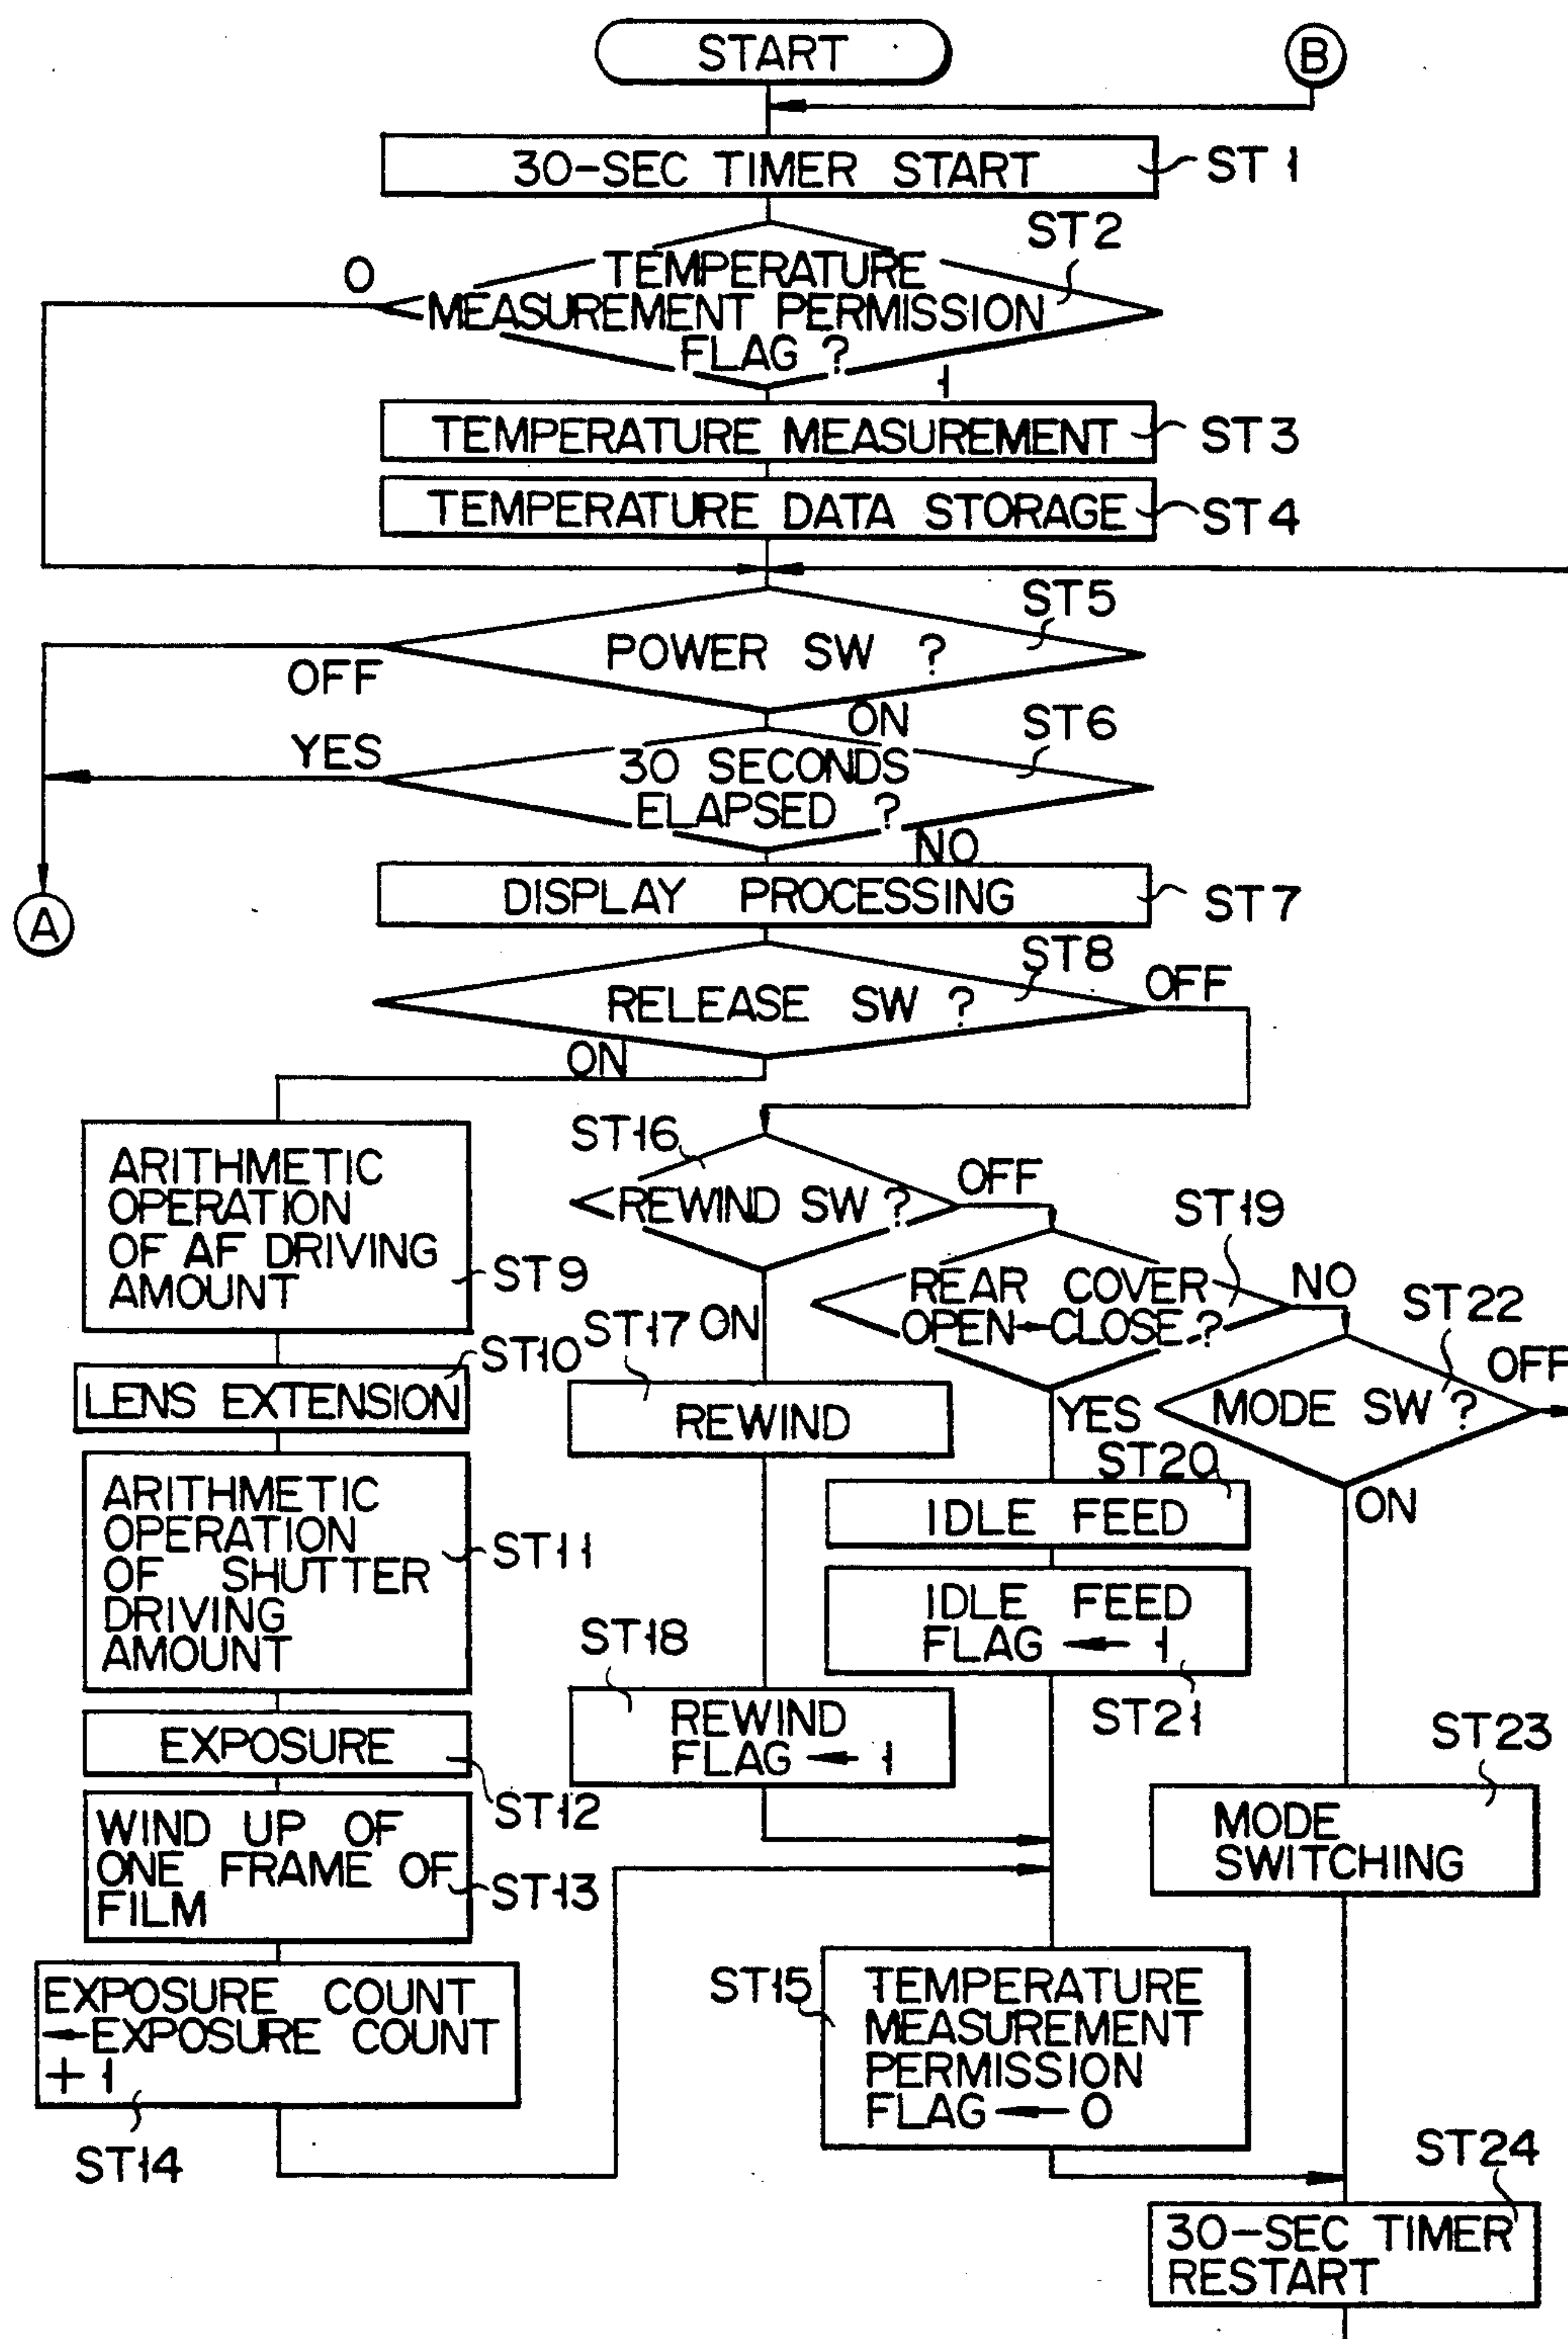 START
B
30-SEC TIMER START
ST1
ST2
0
TEMPERATURE
MEASUREMENT PERMISSION
FLAG ?
1
TEMPERATURE MEASUREMENT
ST3
TEMPERATURE DATA STORAGE
ST4
ST5
POWER SW ?
OFF
ON
ST6
YES
30 SECONDS
ELAPSED ?
NO
DISPLAY PROCESSING
ST7
A
ST8
RELEASE SW ?
OFF
ON
ARITHMETIC
OPERATION
OF AF DRIVING
AMOUNT
ST9
ST10
LENS EXTENSION
ARITHMETIC
OPERATION
OF SHUTTER
DRIVING
AMOUNT
ST11
EXPOSURE
ST12
WIND UP OF
ONE FRAME OF
FILM
ST13
EXPOSURE COUNT
←EXPOSURE COUNT
+1
ST14
ST16
REWIND SW ?
OFF
ON
ST17
REWIND
ST18
REWIND
FLAG ← 1
ST19
REAR COVER
OPEN→CLOSE ?
NO
YES
ST20
IDLE FEED
IDLE FEED
FLAG ← 1
ST21
ST15
TEMPERATURE
MEASUREMENT
PERMISSION
FLAG ← 0
ST22
MODE SW ?
OFF
ON
ST23
MODE
SWITCHING
ST24
30-SEC TIMER
RESTART